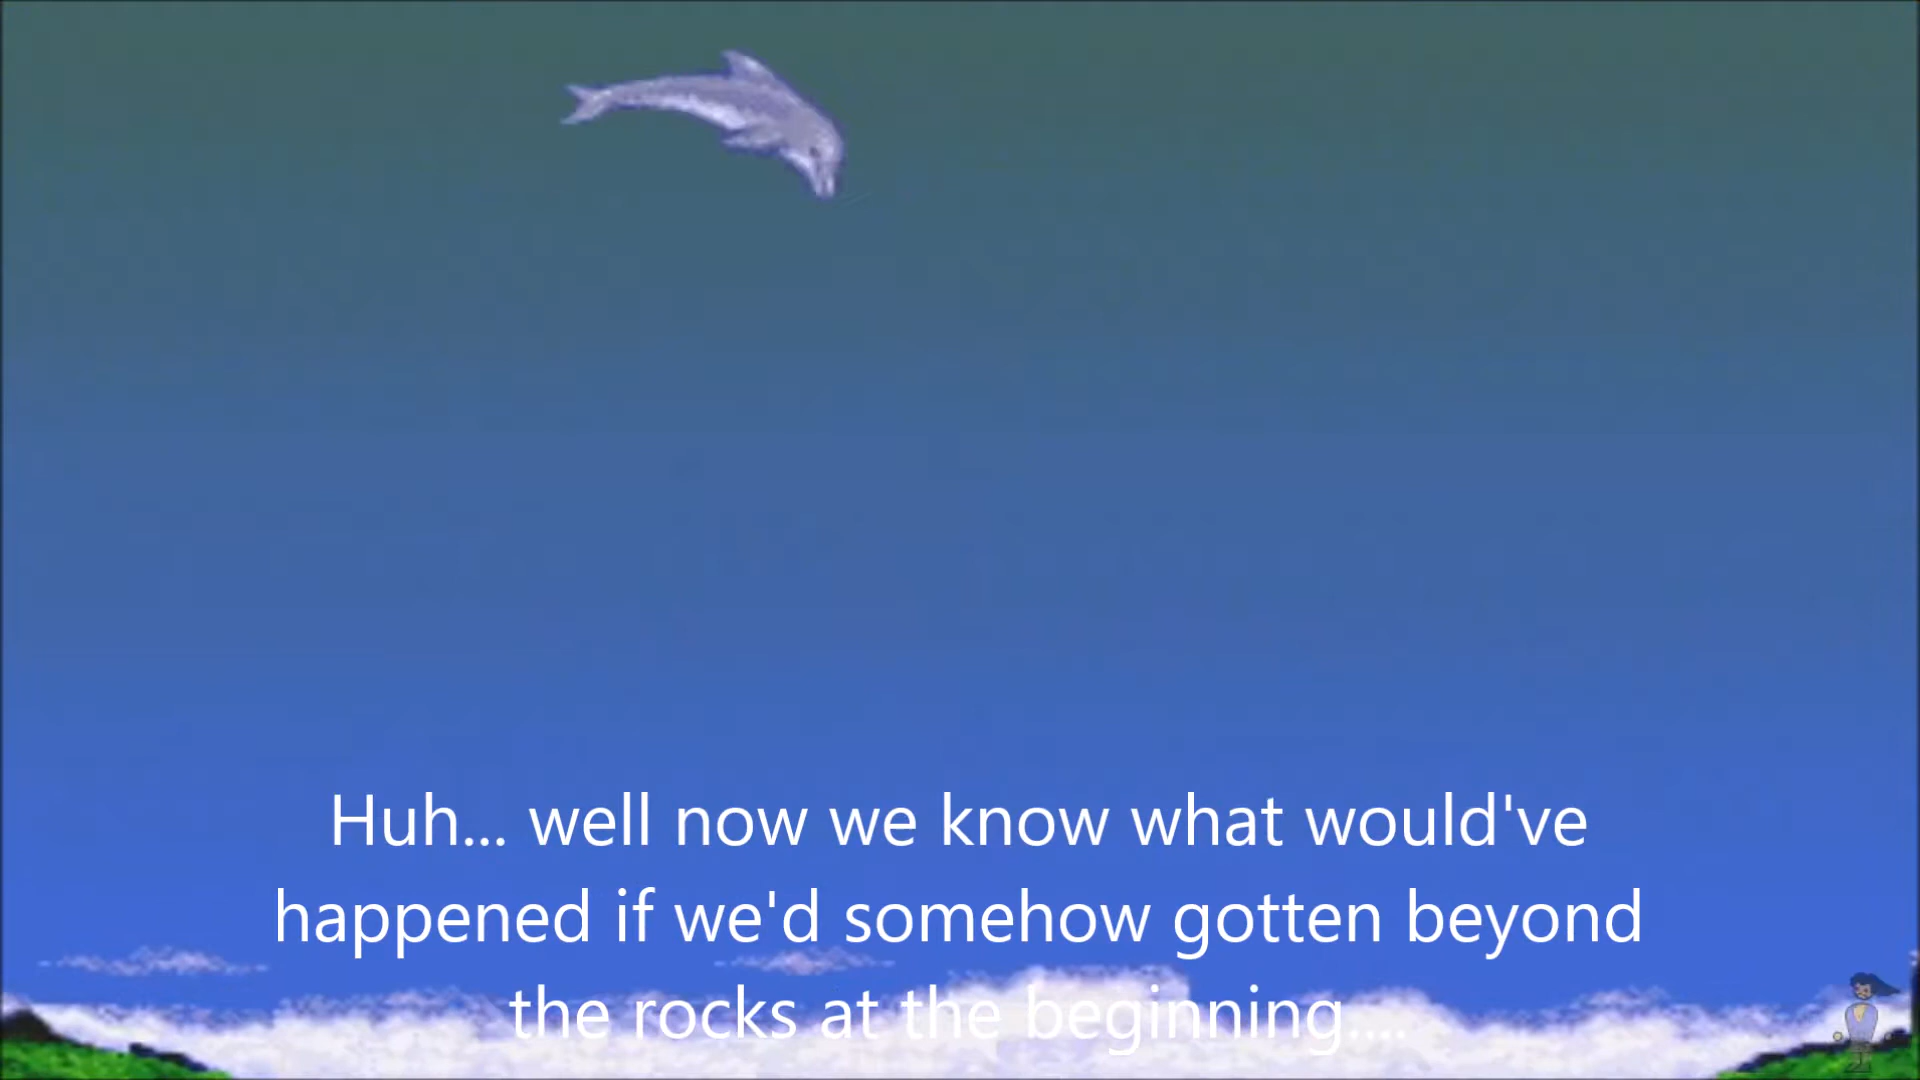 Huh... well now we know what would've
happened if we'd somehow gotten beyond
the rocks at the beginning....